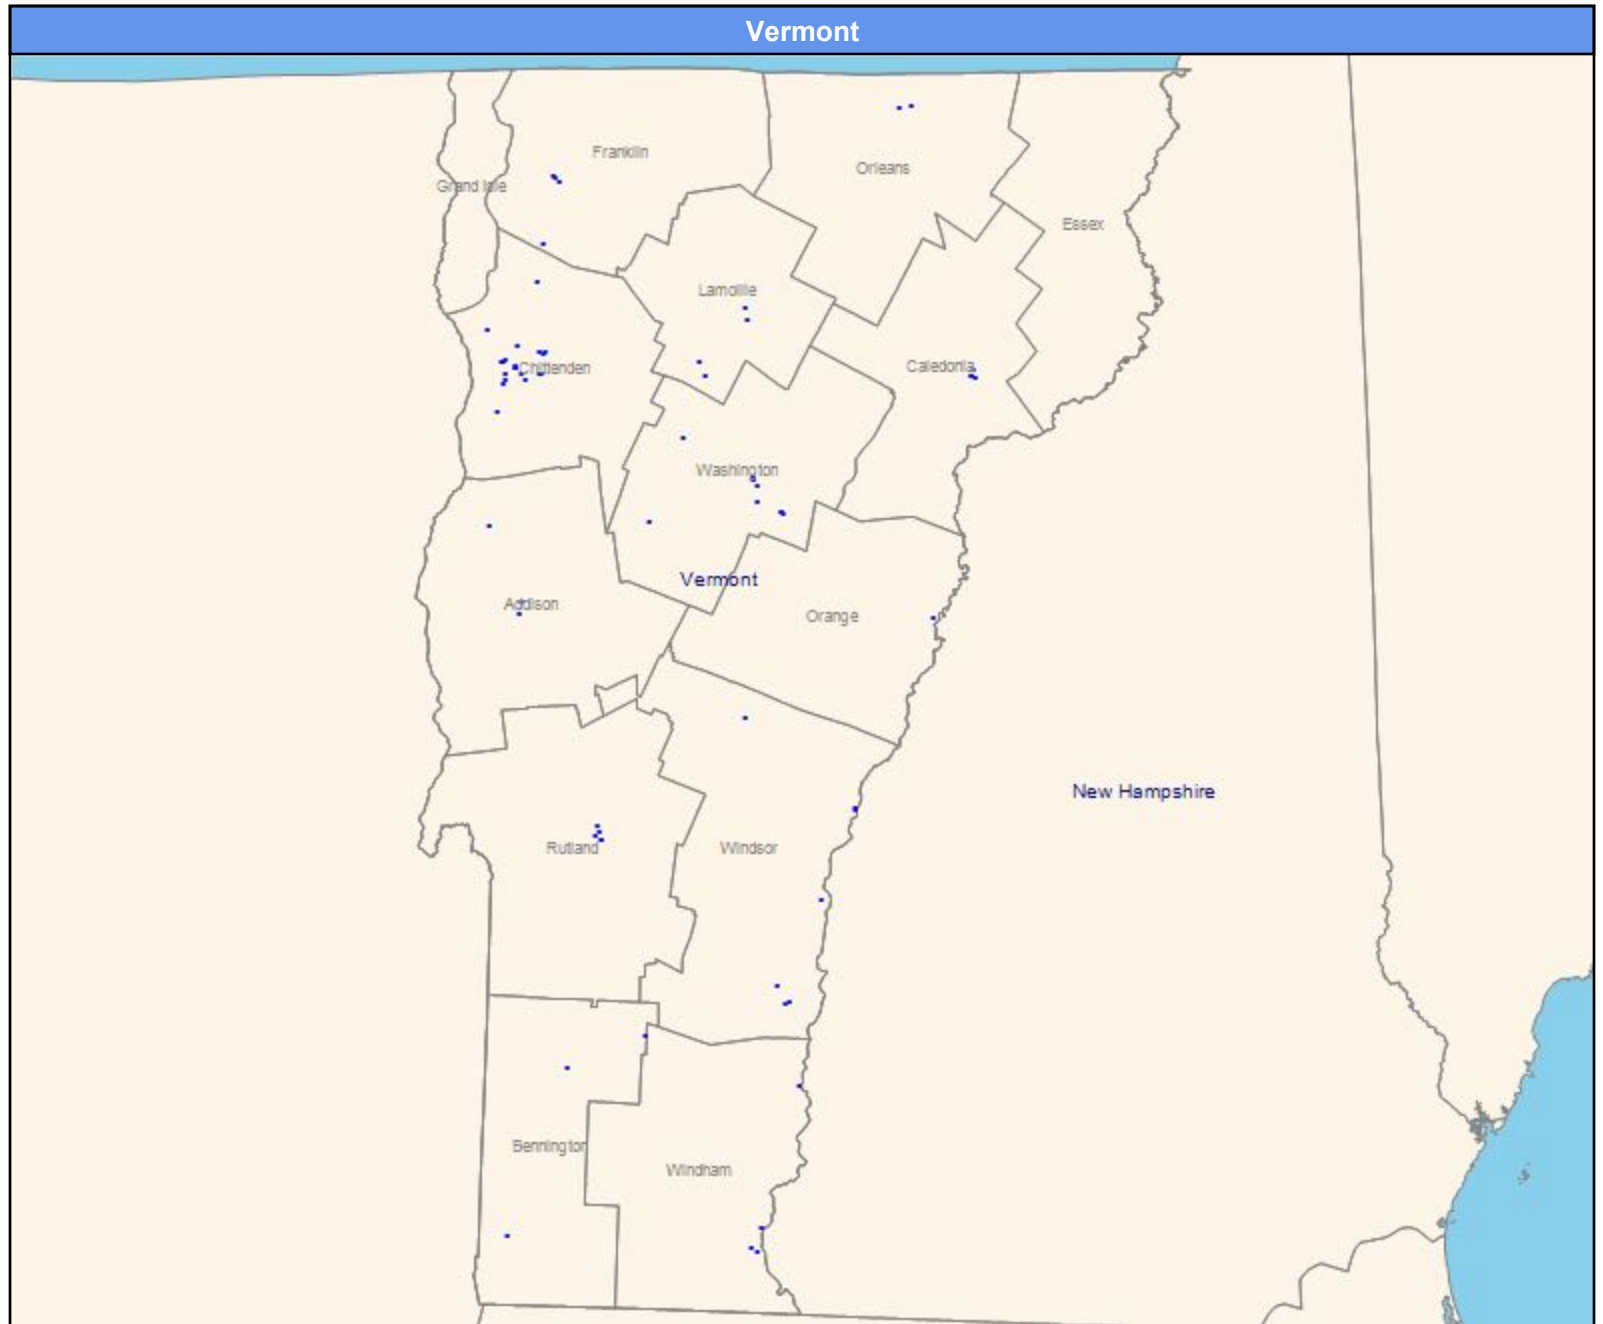 Vermont
Franklin
Orleans
Grand Isle
Essex
Lamoille
Chittenden
Caledonia
Washington
Vermont
Addison
Orange
New Hampshire
Rutland
Windsor
Bennington
Windham